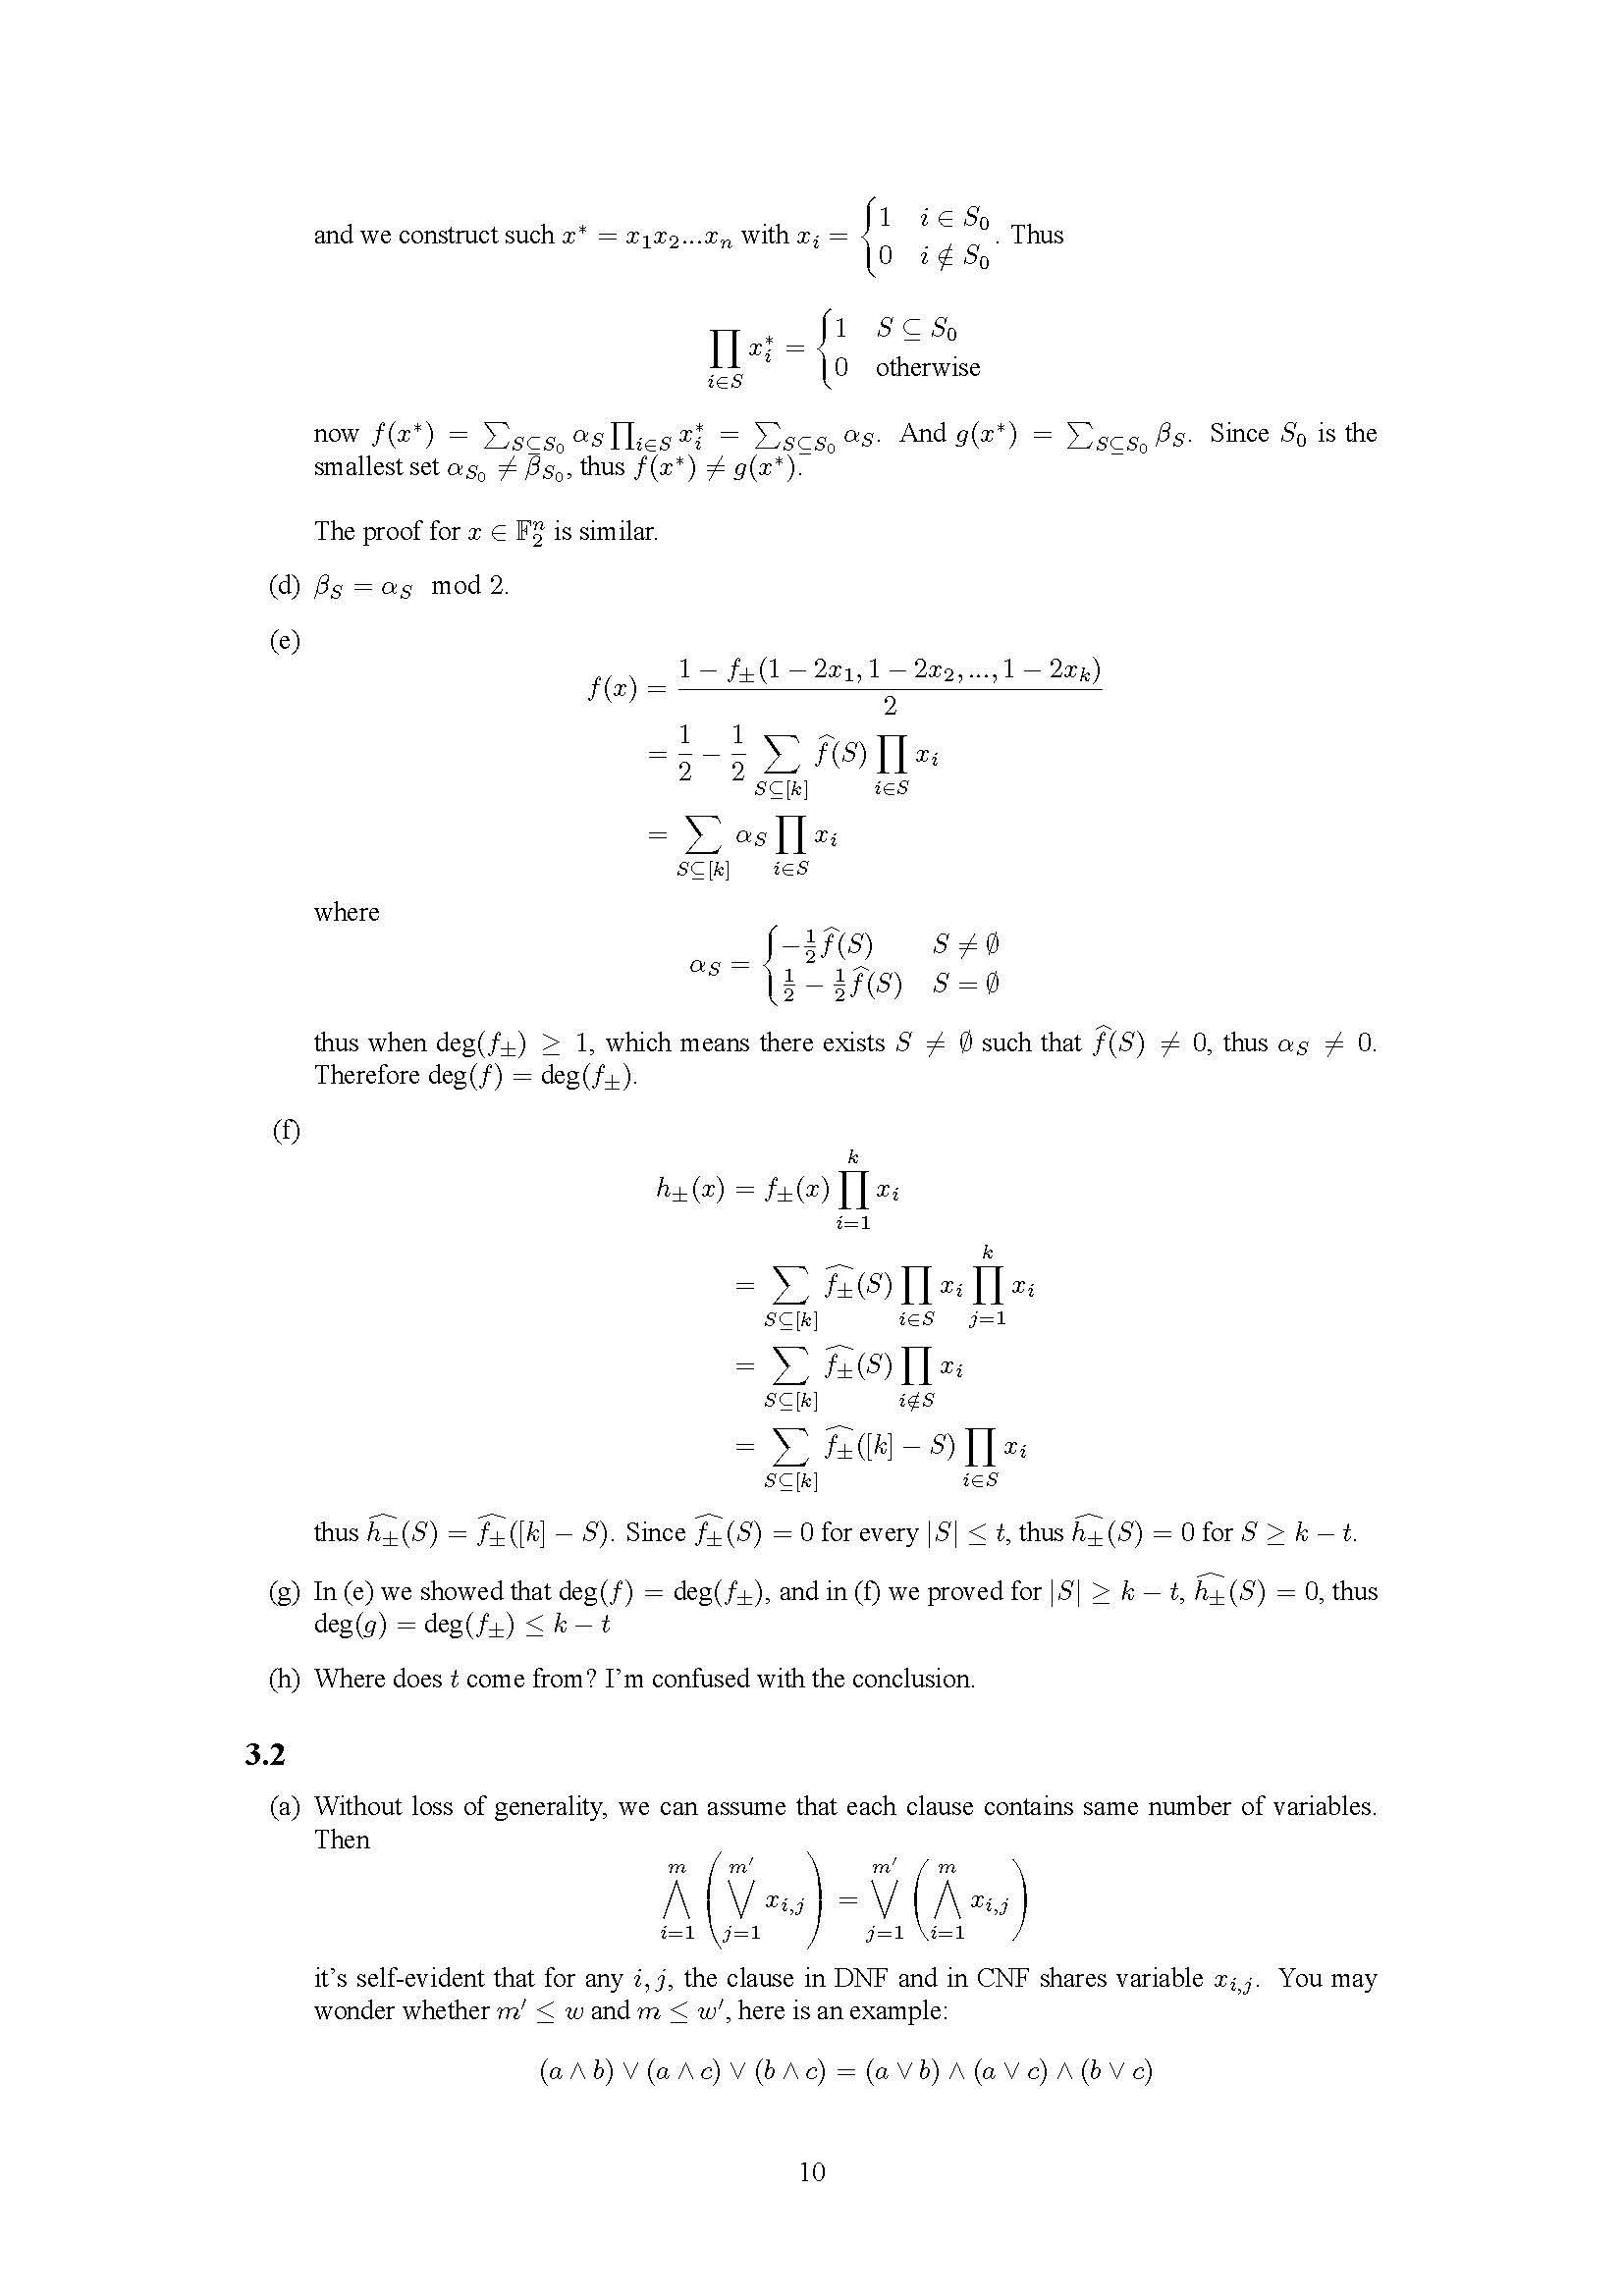 and we construct such $x^* = x_1x_2...x_n$ with $x_i = \begin{cases} 1 & i \in S_0 \\ 0 & i \notin S_0 \end{cases}$. Thus
$$\prod_{i \in S} x_i^* = \begin{cases} 1 & S \subseteq S_0 \\ 0 & \text{otherwise} \end{cases}$$
now $f(x^*) = \sum_{S \subseteq S_0} \alpha_S \prod_{i \in S} x_i^* = \sum_{S \subseteq S_0} \alpha_S$. And $g(x^*) = \sum_{S \subseteq S_0} \beta_S$. Since $S_0$ is the
smallest set $\alpha_{S_0} \neq \beta_{S_0}$, thus $f(x^*) \neq g(x^*)$.
The proof for $x \in \mathbb{F}_2^n$ is similar.
(d) $\beta_S = \alpha_S \mod 2$.
(e)
$$f(x) = \frac{1 - f_\pm(1 - 2x_1, 1 - 2x_2, ..., 1 - 2x_k)}{2}$$
$$= \frac{1}{2} - \frac{1}{2} \sum_{S \subseteq [k]} \widehat{f}(S) \prod_{i \in S} x_i$$
$$= \sum_{S \subseteq [k]} \alpha_S \prod_{i \in S} x_i$$
where
$$\alpha_S = \begin{cases} -\frac{1}{2}\widehat{f}(S) & S \neq \emptyset \\ \frac{1}{2} - \frac{1}{2}\widehat{f}(S) & S = \emptyset \end{cases}$$
thus when $\deg(f_\pm) \geq 1$, which means there exists $S \neq \emptyset$ such that $\widehat{f}(S) \neq 0$, thus $\alpha_S \neq 0$.
Therefore $\deg(f) = \deg(f_\pm)$.
(f)
$$h_\pm(x) = f_\pm(x) \prod_{i=1}^{k} x_i$$
$$= \sum_{S \subseteq [k]} \widehat{f_\pm}(S) \prod_{i \in S} x_i \prod_{j=1}^{k} x_i$$
$$= \sum_{S \subseteq [k]} \widehat{f_\pm}(S) \prod_{i \notin S} x_i$$
$$= \sum_{S \subseteq [k]} \widehat{f_\pm}([k] - S) \prod_{i \in S} x_i$$
thus $\widehat{h_\pm}(S) = \widehat{f_\pm}([k] - S)$. Since $\widehat{f_\pm}(S) = 0$ for every $|S| \leq t$, thus $\widehat{h_\pm}(S) = 0$ for $S \geq k - t$.
(g) In (e) we showed that $\deg(f) = \deg(f_\pm)$, and in (f) we proved for $|S| \geq k - t$, $\widehat{h_\pm}(S) = 0$, thus
$\deg(g) = \deg(f_\pm) \leq k - t$
(h) Where does $t$ come from? I'm confused with the conclusion.
3.2
(a) Without loss of generality, we can assume that each clause contains same number of variables.
Then
$$\bigwedge_{i=1}^{m} \left( \bigvee_{j=1}^{m'} x_{i,j} \right) = \bigvee_{j=1}^{m'} \left( \bigwedge_{i=1}^{m} x_{i,j} \right)$$
it's self-evident that for any $i, j$, the clause in DNF and in CNF shares variable $x_{i,j}$. You may
wonder whether $m' \leq w$ and $m \leq w'$, here is an example:
$$(a \wedge b) \vee (a \wedge c) \vee (b \wedge c) = (a \vee b) \wedge (a \vee c) \wedge (b \vee c)$$
10